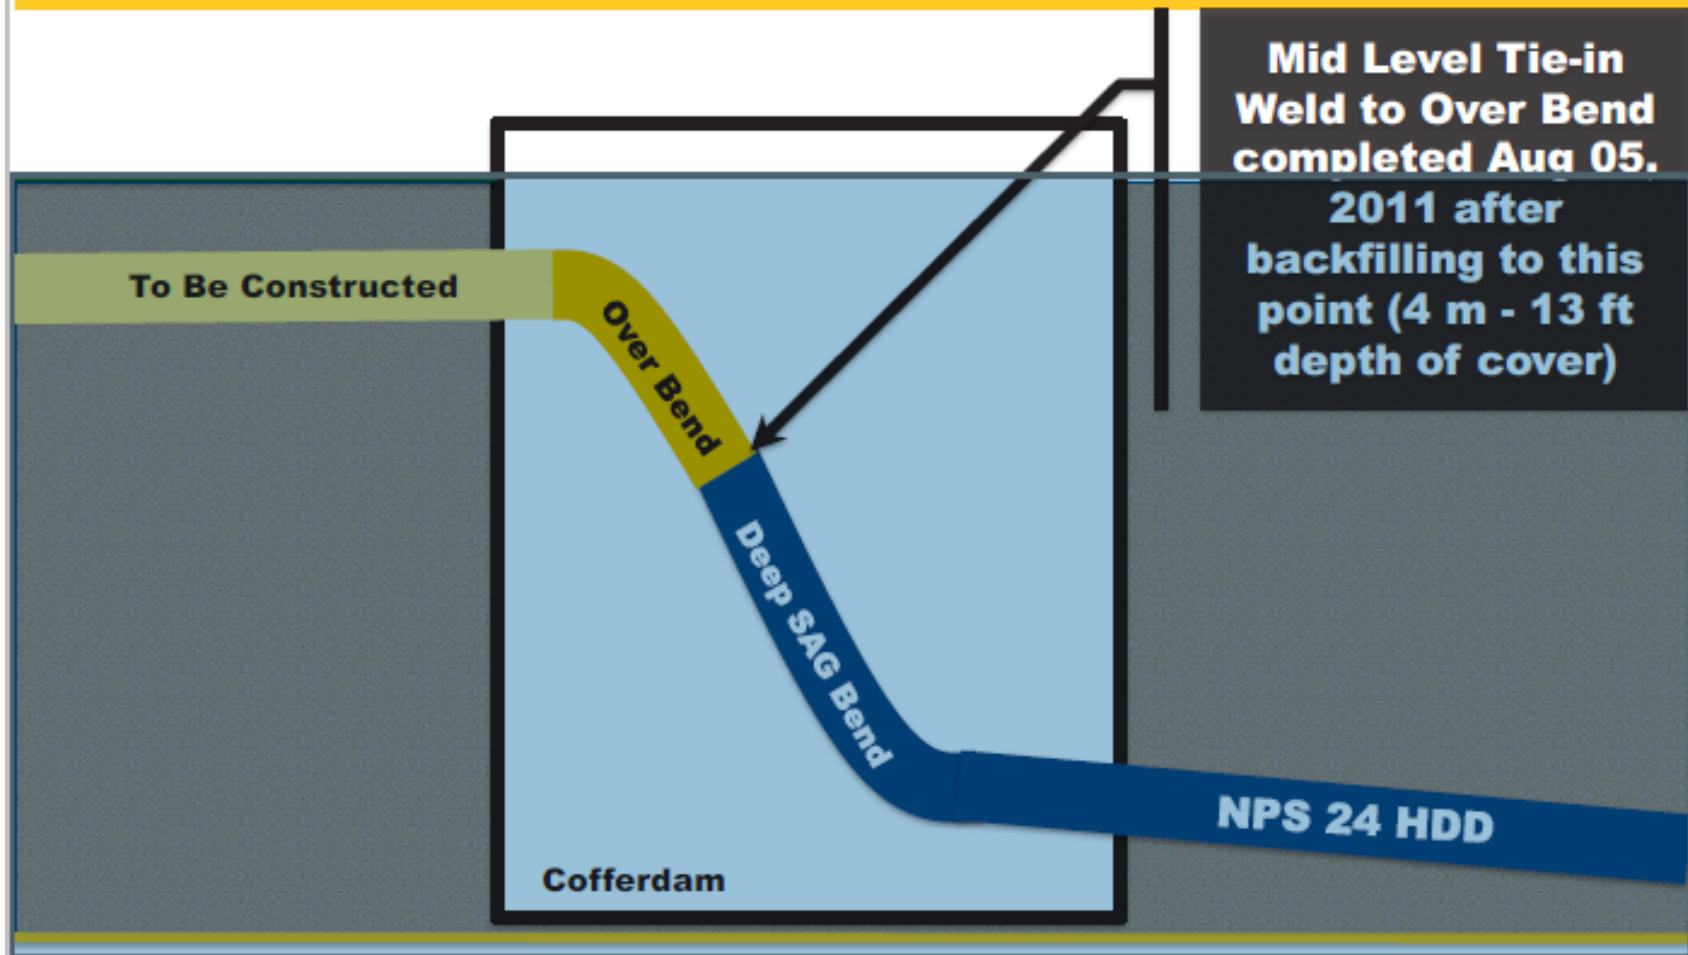 Mid Level Tie-in
Weld to Over Bend
completed Aug 05,
2011 after
backfilling to this
point (4 m - 13 ft
depth of cover)
To Be Constructed
Over Bend
Deep SAG Bend
NPS 24 HDD
Cofferdam